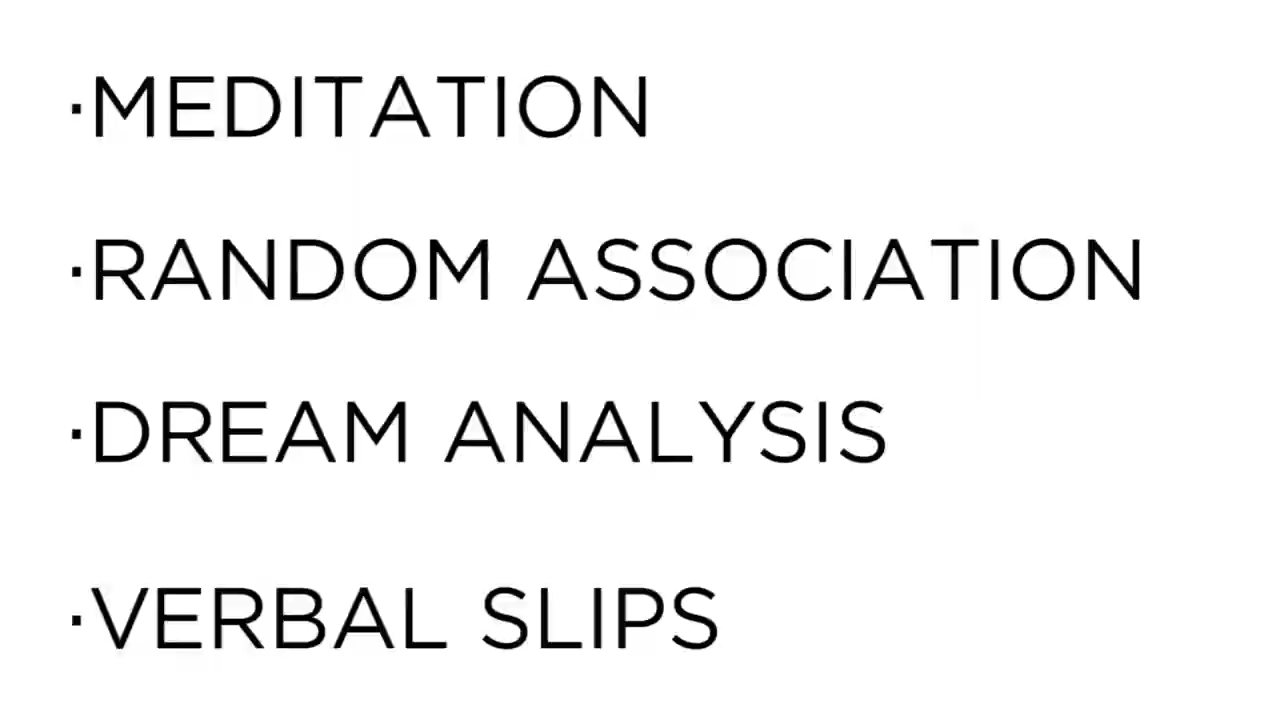 ·MEDITATION
·RANDOM ASSOCIATION
·DREAM ANALYSIS
·VERBAL SLIPS